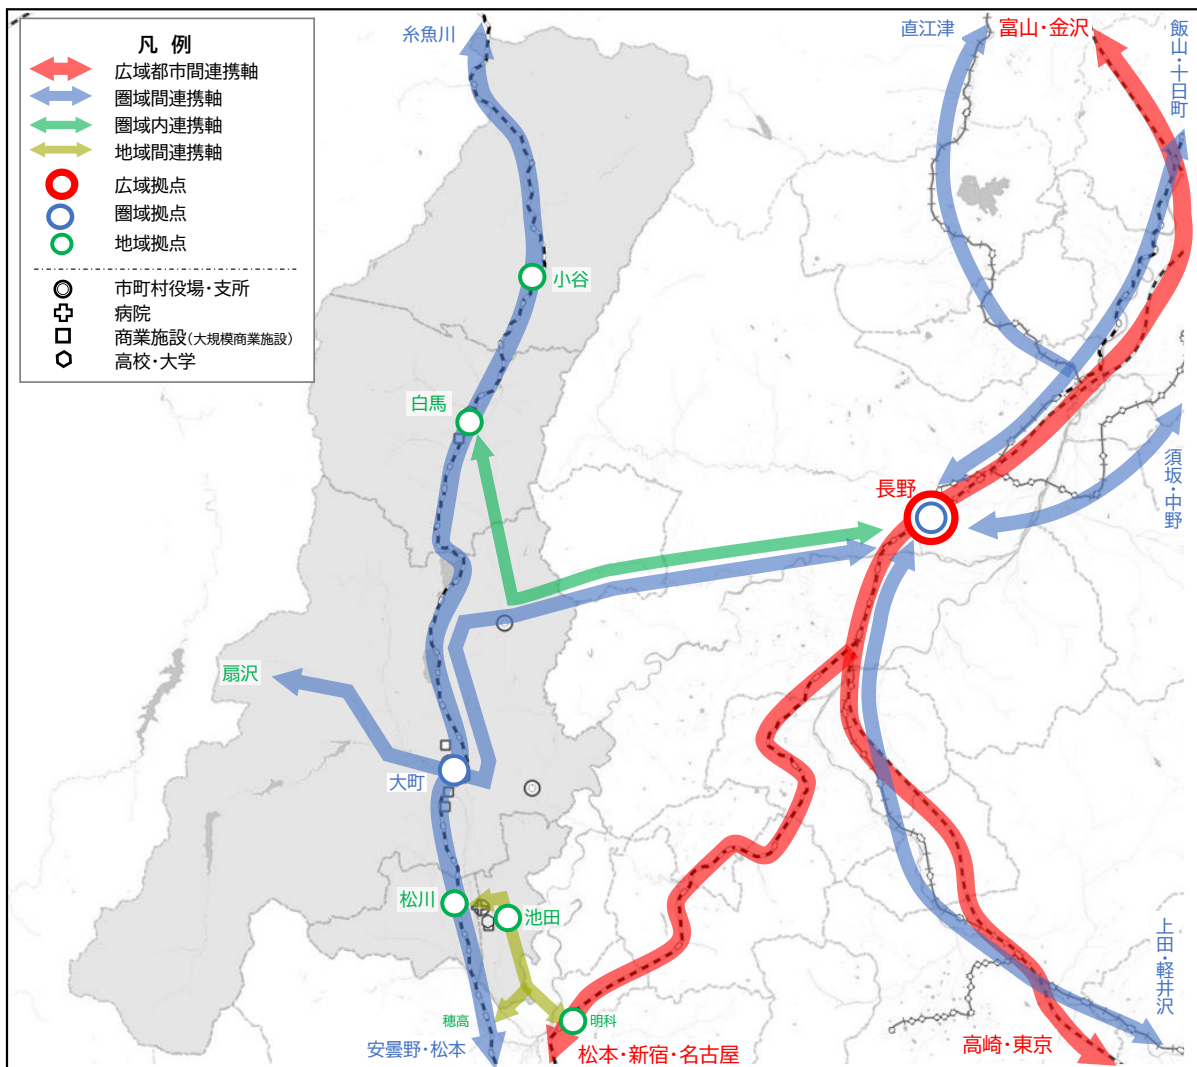 凡 例
広域都市間連携軸
圏域間連携軸
圏域内連携軸
地域間連携軸
広域拠点
圏域拠点
地域拠点
市町村役場・支所
病院
商業施設(大規模商業施設)
高校・大学
糸魚川
直江津
富山・金沢
飯山・十日町
小谷
白馬
長野
須坂・中野
扇沢
大町
松川
池田
穂高
明科
安曇野・松本
松本・新宿・名古屋
高崎・東京
上田・軽井沢